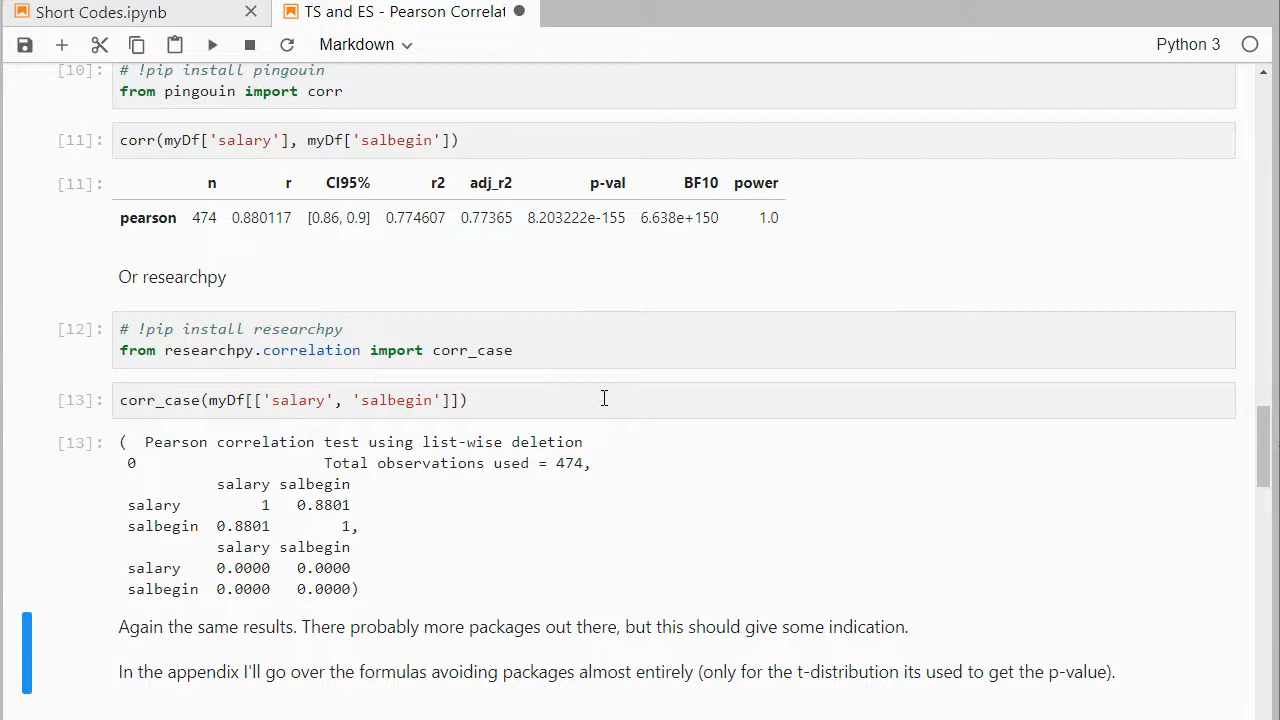 Short Codes.ipynb
TS and ES - Pearson Correlat
Markdown
Python 3
[10]:
# !pip install pingouin
from pingouin import corr
[11]:
corr(myDf['salary'], myDf['salbegin'])
[11]:
n r CI95% r2 adj_r2 p-val BF10 power
pearson 474 0.880117 [0.86, 0.9] 0.774607 0.77365 8.203222e-155 6.638e+150 1.0
Or researchpy
[12]:
# !pip install researchpy
from researchpy.correlation import corr_case
[13]:
corr_case(myDf[['salary', 'salbegin']])
[13]:
( Pearson correlation test using list-wise deletion
0 Total observations used = 474,
salary salbegin
salary 1 0.8801
salbegin 0.8801 1,
salary salbegin
salary 0.0000 0.0000
salbegin 0.0000 0.0000)
Again the same results. There probably more packages out there, but this should give some indication.
In the appendix I'll go over the formulas avoiding packages almost entirely (only for the t-distribution its used to get the p-value).